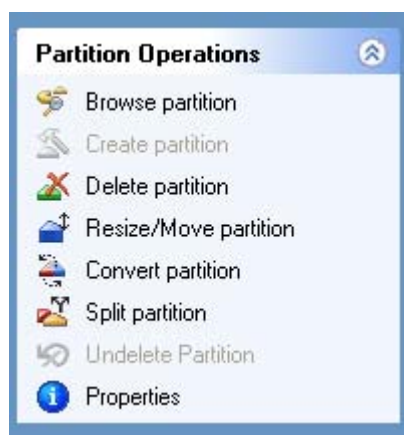 Partition Operations
Browse partition
Create partition
Delete partition
Resize/Move partition
Convert partition
Split partition
Undelete Partition
Properties